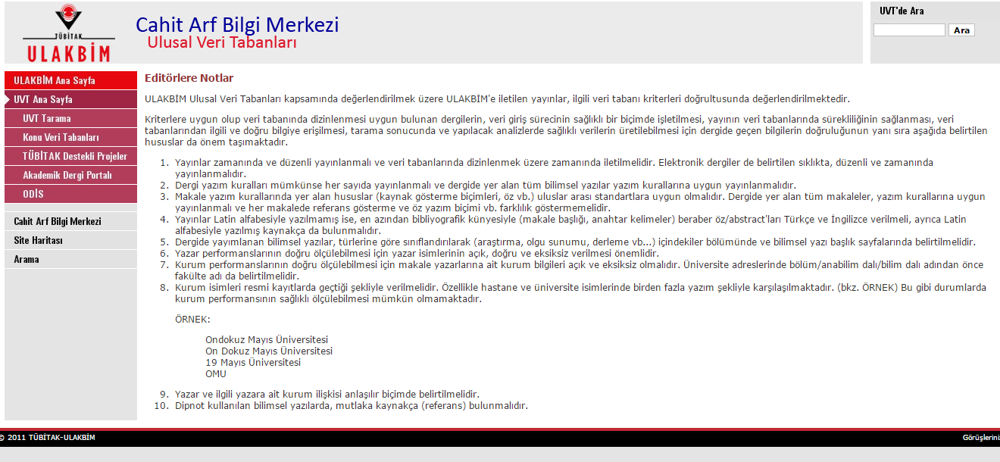 TÜBİTAK
ULAKBİM
Cahit Arf Bilgi Merkezi
Ulusal Veri Tabanları
UVT'de Ara
Ara
ULAKBİM Ana Sayfa
UVT Ana Sayfa
UVT Tarama
Konu Veri Tabanları
TÜBİTAK Destekli Projeler
Akademik Dergi Portalı
ODİS
Cahit Arf Bilgi Merkezi
Site Haritası
Arama
Editörlere Notlar
ULAKBİM Ulusal Veri Tabanları kapsamında değerlendirilmek üzere ULAKBİM'e iletilen yayınlar, ilgili veri tabanı kriterleri doğrultusunda değerlendirilmektedir.
Kriterlere uygun olup veri tabanında dizinlenmesi uygun bulunan dergilerin, veri giriş sürecinin sağlıklı bir biçimde işletilmesi, yayının veri tabanlarında sürekliliğinin sağlanması, veri
tabanlarından ilgili ve doğru bilgiye erişilmesi, tarama sonucunda ve yapılacak analizlerde sağlıklı verilerin üretilebilmesi için dergide geçen bilgilerin doğruluğunun yanı sıra aşağıda belirtilen
hususlar da önem taşımaktadır.
1. Yayınlar zamanında ve düzenli yayınlanmalı ve veri tabanlarında dizinlenmek üzere zamanında iletilmelidir. Elektronik dergiler de belirtilen sıklıkta, düzenli ve zamanında
yayınlanmalıdır.
2. Dergi yazım kuralları mümkünse her sayıda yayınlanmalı ve dergide yer alan tüm bilimsel yazılar yazım kurallarına uygun yayınlanmalıdır.
3. Makale yazım kurallarında yer alan hususlar (kaynak gösterme biçimleri, öz vb.) uluslar arası standartlara uygun olmalıdır. Dergide yer alan tüm makaleler, yazım kurallarına uygun
yayınlanmalı ve her makalede referans gösterme ve öz yazım biçimi vb. farklılık göstermemelidir.
4. Yayınlar Latin alfabesiyle yazılmamış ise, en azından bibliyografik künyesiyle (makale başlığı, anahtar kelimeler) beraber öz/abstract'ları Türkçe ve İngilizce verilmeli, ayrıca Latin
alfabesiyle yazılmış kaynakça da bulunmalıdır.
5. Dergide yayımlanan bilimsel yazılar, türlerine göre sınıflandırılarak (araştırma, olgu sunumu, derleme vb...) içindekiler bölümünde ve bilimsel yazı başlık sayfalarında belirtilmelidir.
6. Yazar performanslarının doğru ölçülebilmesi için yazar isimlerinin açık, doğru ve eksiksiz verilmesi önemlidir.
7. Kurum performanslarının doğru ölçülebilmesi için makale yazarlarına ait kurum bilgileri açık ve eksiksiz olmalıdır. Üniversite adreslerinde bölüm/anabilim dalı/bilim dalı adından önce
fakülte adı da belirtilmelidir.
8. Kurum isimleri resmi kayıtlarda geçtiği şekliyle verilmelidir. Özellikle hastane ve üniversite isimlerinde birden fazla yazım şekliyle karşılaşılmaktadır. (bkz. ÖRNEK) Bu gibi durumlarda
kurum performansının sağlıklı ölçülebilmesi mümkün olmamaktadır.
ÖRNEK:
Ondokuz Mayıs Üniversitesi
On Dokuz Mayıs Üniversitesi
19 Mayıs Üniversitesi
OMU
9. Yazar ve ilgili yazara ait kurum ilişkisi anlaşılır biçimde belirtilmelidir.
10. Dipnot kullanılan bilimsel yazılarda, mutlaka kaynakça (referans) bulunmalıdır.
© 2011 TÜBİTAK-ULAKBİM
Görüşleriniz